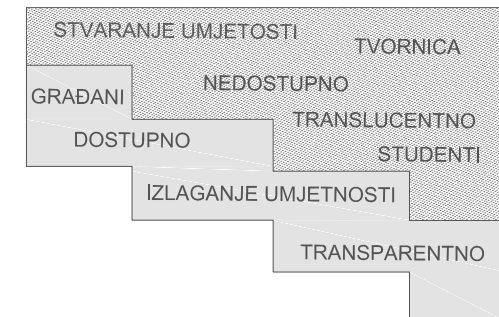 STVARANJE UMJETOSTI
TVORNICA
NEDOSTUPNO
GRAĐANI
TRANSLUCENTNO
DOSTUPNO
STUDENTI
IZLAGANJE UMJETNOSTI
TRANSPARENTNO